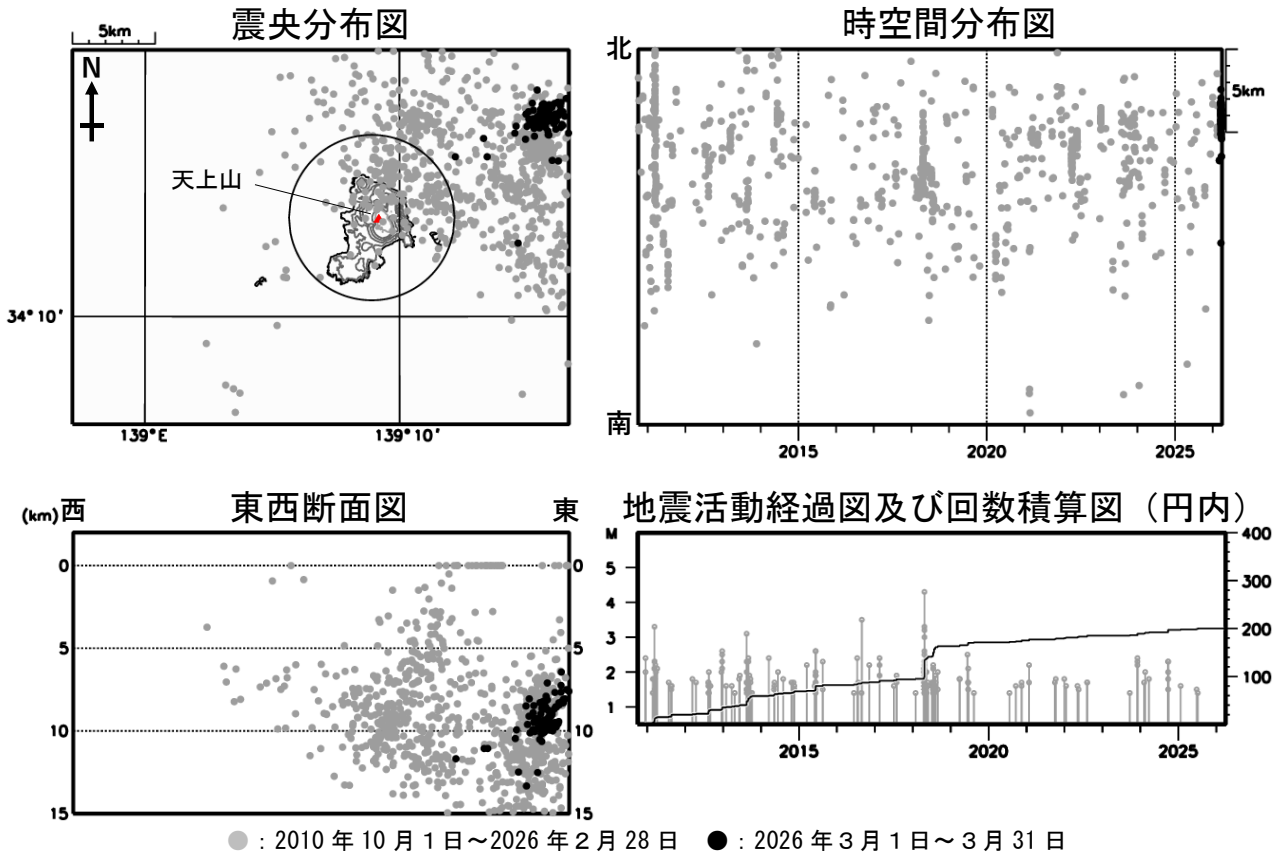 震央分布図
5km
N
天上山
34°10'
139°E
139°10'
時空間分布図
北
5km
南
2015
2020
2025
東西断面図
(km)西
東
0
0
5
5
10
10
15
15
地震活動経過図及び回数積算図（円内）
M
400
5
300
4
3
200
2
100
1
2015
2020
2025
：2010 年 10 月１日～2026 年２月 28 日
：2026 年３月１日～３月 31 日